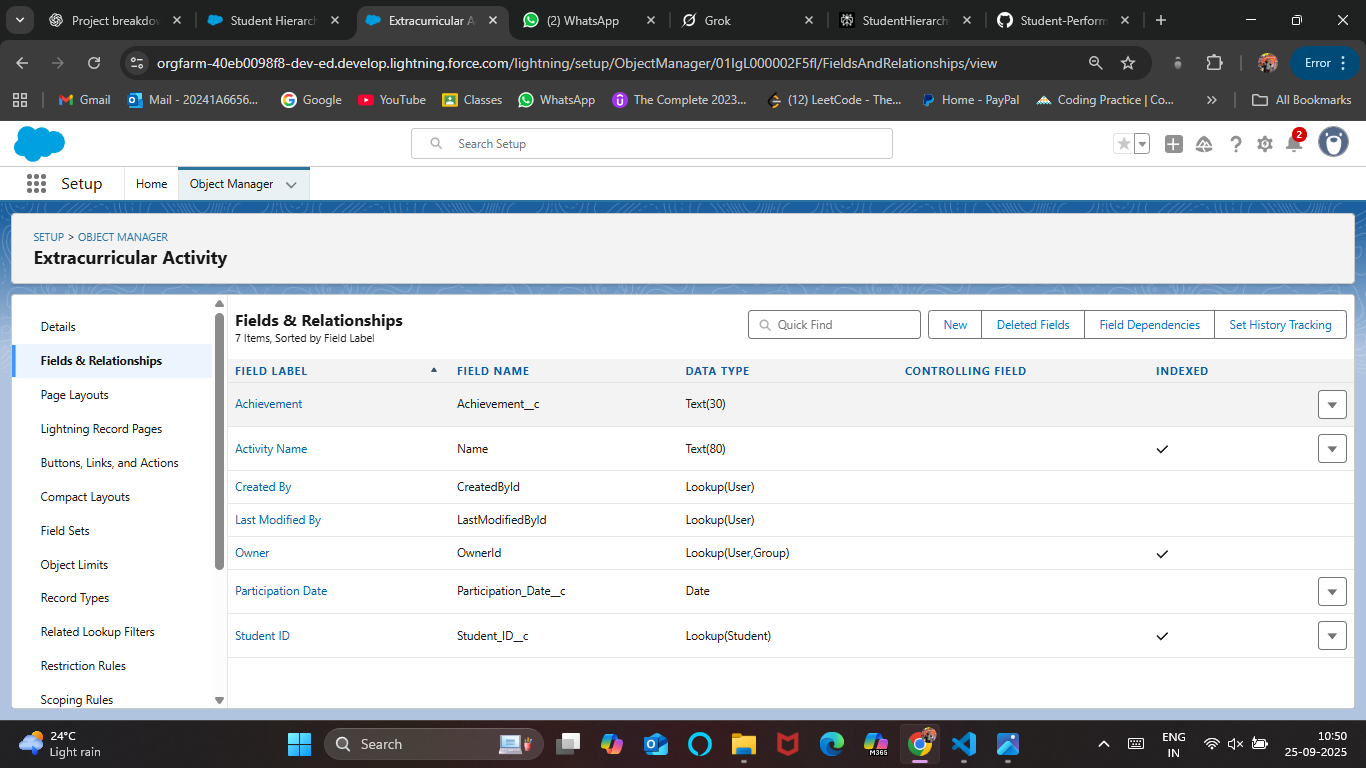 Project breakdow
Student Hierarch
Extracurricular A
(2) WhatsApp
Grok
StudentHierarch
Student-Perform
orgfarm-40eb0098f8-dev-ed.develop.lightning.force.com/lightning/setup/ObjectManager/01IgL000002F5fl/FieldsAndRelationships/view
Error
Gmail
Mail - 20241A6656...
Google
YouTube
Classes
WhatsApp
The Complete 2023...
(12) LeetCode - The...
Home - PayPal
Coding Practice | Co...
»
All Bookmarks
Search Setup
2
Setup
Home
Object Manager
SETUP > OBJECT MANAGER
Extracurricular Activity
Details
Fields & Relationships
Page Layouts
Lightning Record Pages
Buttons, Links, and Actions
Compact Layouts
Field Sets
Object Limits
Record Types
Related Lookup Filters
Restriction Rules
Scoping Rules
Fields & Relationships
7 Items, Sorted by Field Label
Quick Find
New
Deleted Fields
Field Dependencies
Set History Tracking
FIELD LABEL FIELD NAME DATA TYPE CONTROLLING FIELD INDEXED
Achievement Achievement__c Text(30)
Activity Name Name Text(80)
Created By CreatedById Lookup(User)
Last Modified By LastModifiedById Lookup(User)
Owner OwnerId Lookup(User,Group)
Participation Date Participation_Date__c Date
Student ID Student_ID__c Lookup(Student)
24°C
Light rain
Search
M365
ENG
IN
10:50
25-09-2025